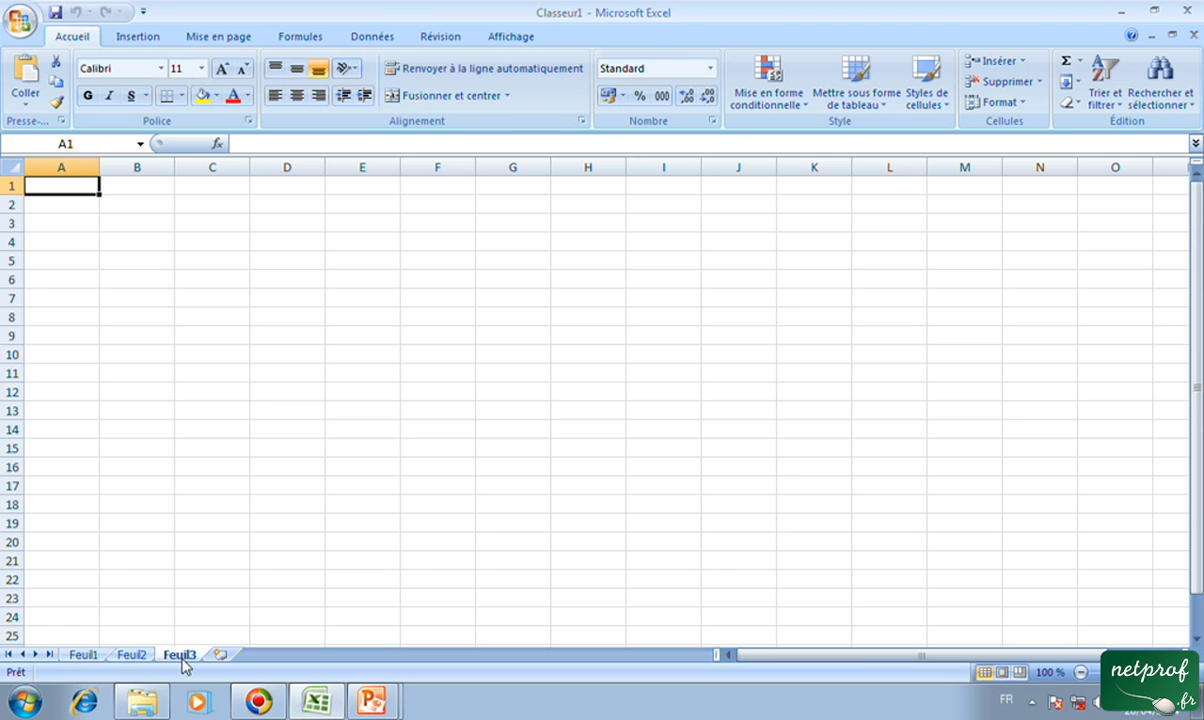 Classeur1 - Microsoft Excel
Accueil Insertion Mise en page Formules Données Révision Affichage
Coller
Calibri 11
G I S
Renvoyer à la ligne automatiquement
Fusionner et centrer
Standard
% 000
Mise en forme conditionnelle
Mettre sous forme de tableau
Styles de cellules
Insérer
Supprimer
Format
Σ
Trier et filtrer
Rechercher et sélectionner
Presse-... Police Alignement Nombre Style Cellules Édition
A1 fx
A B C D E F G H I J K L M N O
1
2
3
4
5
6
7
8
9
10
11
12
13
14
15
16
17
18
19
20
21
22
23
24
25
Feuil1 Feuil2 Feuil3
Prêt 100 %
FR
netprof
.fr